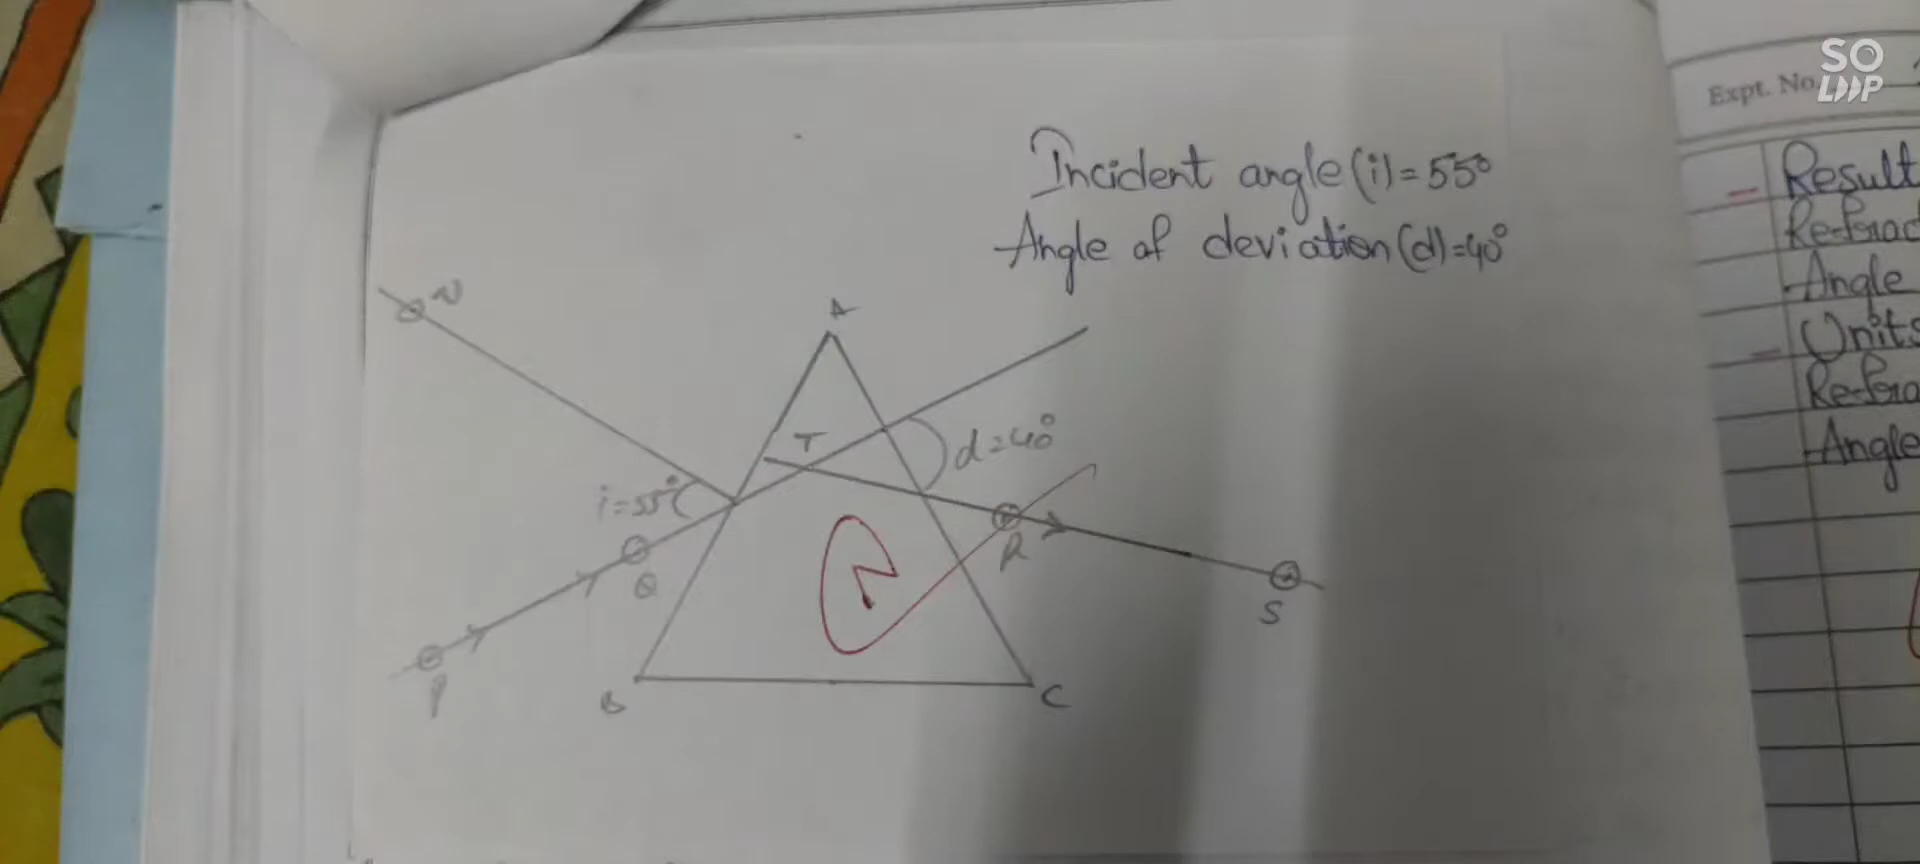 SO
LOOP
Expt. No.
Incident angle (i) = 55°
Angle of deviation (d) = 40°
N
A
T
d = 40°
i = 55°
Q
R
S
P
B
C
Result
Refrac
Angle
Units
Refra
Angle